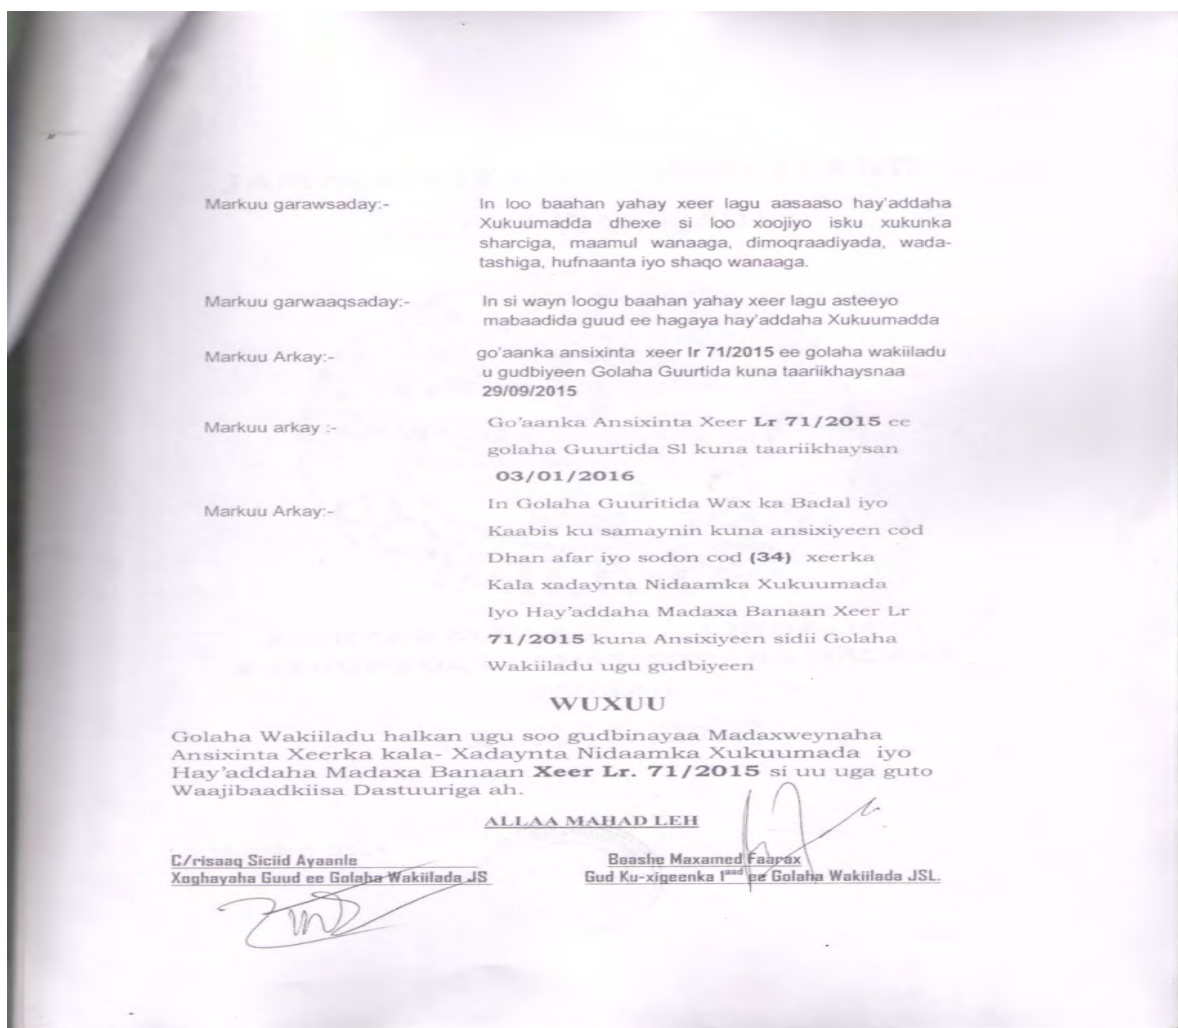 Markuu garawsaday:- In loo baahan yahay xeer lagu aasaaso hay'addaha
Xukuumadda dhexe si loo xoojiyo isku xukunka
sharciga, maamul wanaaga, dimoqraadiyada, wada-
tashiga, hufnaanta iyo shaqo wanaaga.
Markuu garwaaqsaday:- In si wayn loogu baahan yahay xeer lagu asteeyo
mabaadida guud ee hagaya hay'addaha Xukuumadda
Markuu Arkay:- go'aanka ansixinta xeer lr 71/2015 ee golaha wakiiladu
u gudbiyeen Golaha Guurtida kuna taariikhaysnaa
29/09/2015
Markuu arkay :- Go'aanka Ansixinta Xeer Lr 71/2015 ee
golaha Guurtida Sl kuna taariikhaysan
03/01/2016
Markuu Arkay:- In Golaha Guuritida Wax ka Badal iyo
Kaabis ku samaynin kuna ansixiyeen cod
Dhan afar iyo sodon cod (34) xeerka
Kala xadaynta Nidaamka Xukuumada
Iyo Hay'addaha Madaxa Banaan Xeer Lr
71/2015 kuna Ansixiyeen sidii Golaha
Wakiiladu ugu gudbiyeen
WUXUU
Golaha Wakiiladu halkan ugu soo gudbinayaa Madaxweynaha
Ansixinta Xeerka kala- Xadaynta Nidaamka Xukuumada iyo
Hay'addaha Madaxa Banaan Xeer Lr. 71/2015 si uu uga guto
Waajibaadkiisa Dastuuriga ah.
ALLAA MAHAD LEH
C/risaaq Siciid Ayaanle Baashe Maxamed Faarax
Xoghayaha Guud ee Golaha Wakiilada JS Gud Ku-xigeenka 1aad ee Golaha Wakiilada JSL.